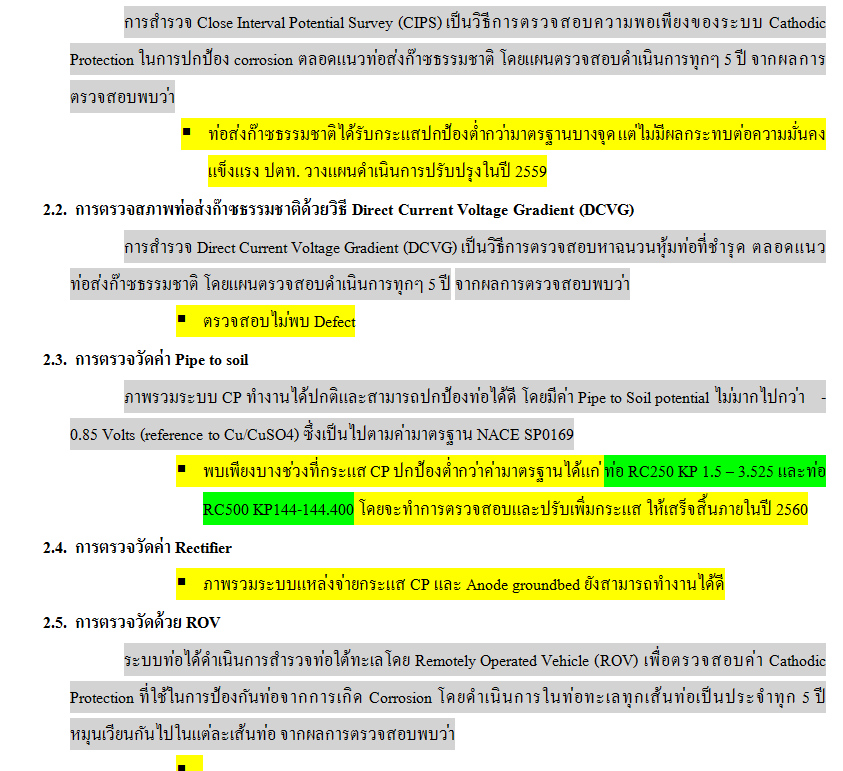 การสำรวจ Close Interval Potential Survey (CIPS) เป็นวิธีการตรวจสอบความพอเพียงของระบบ Cathodic
Protection ในการปกป้อง corrosion ตลอดแนวท่อส่งก๊าซธรรมชาติ โดยแผนตรวจสอบดำเนินการทุกๆ 5 ปี จากผลการ
ตรวจสอบพบว่า
▪ ท่อส่งก๊าซธรรมชาติได้รับกระแสปกป้องต่ำกว่ามาตรฐานบางจุด แต่ไม่มีผลกระทบต่อความมั่นคง
แข็งแรง ปตท. วางแผนดำเนินการปรับปรุงในปี 2559
2.2. การตรวจสภาพท่อส่งก๊าซธรรมชาติด้วยวิธี Direct Current Voltage Gradient (DCVG)
การสำรวจ Direct Current Voltage Gradient (DCVG) เป็นวิธีการตรวจสอบหาฉนวนหุ้มท่อที่ชำรุด ตลอดแนว
ท่อส่งก๊าซธรรมชาติ โดยแผนตรวจสอบดำเนินการทุกๆ 5 ปี จากผลการตรวจสอบพบว่า
▪ ตรวจสอบไม่พบ Defect
2.3. การตรวจวัดค่า Pipe to soil
ภาพรวมระบบ CP ทำงานได้ปกติและสามารถปกป้องท่อได้ดี โดยมีค่า Pipe to Soil potential ไม่มากไปกว่า -
0.85 Volts (reference to Cu/CuSO4) ซึ่งเป็นไปตามค่ามาตรฐาน NACE SP0169
▪ พบเพียงบางช่วงที่กระแส CP ปกป้องต่ำกว่าค่ามาตรฐานได้แก่ ท่อ RC250 KP 1.5 – 3.525 และท่อ
RC500 KP144-144.400 โดยจะทำการตรวจสอบและปรับเพิ่มกระแส ให้เสร็จสิ้นภายในปี 2560
2.4. การตรวจวัดค่า Rectifier
▪ ภาพรวมระบบแหล่งจ่ายกระแส CP และ Anode groundbed ยังสามารถทำงานได้ดี
2.5. การตรวจวัดด้วย ROV
ระบบท่อได้ดำเนินการสำรวจท่อใต้ทะเลโดย Remotely Operated Vehicle (ROV) เพื่อตรวจสอบค่า Cathodic
Protection ที่ใช้ในการป้องกันท่อจากการเกิด Corrosion โดยดำเนินการในท่อทะเลทุกเส้นท่อเป็นประจำทุก 5 ปี
หมุนเวียนกันไปในแต่ละเส้นท่อ จากผลการตรวจสอบพบว่า
▪